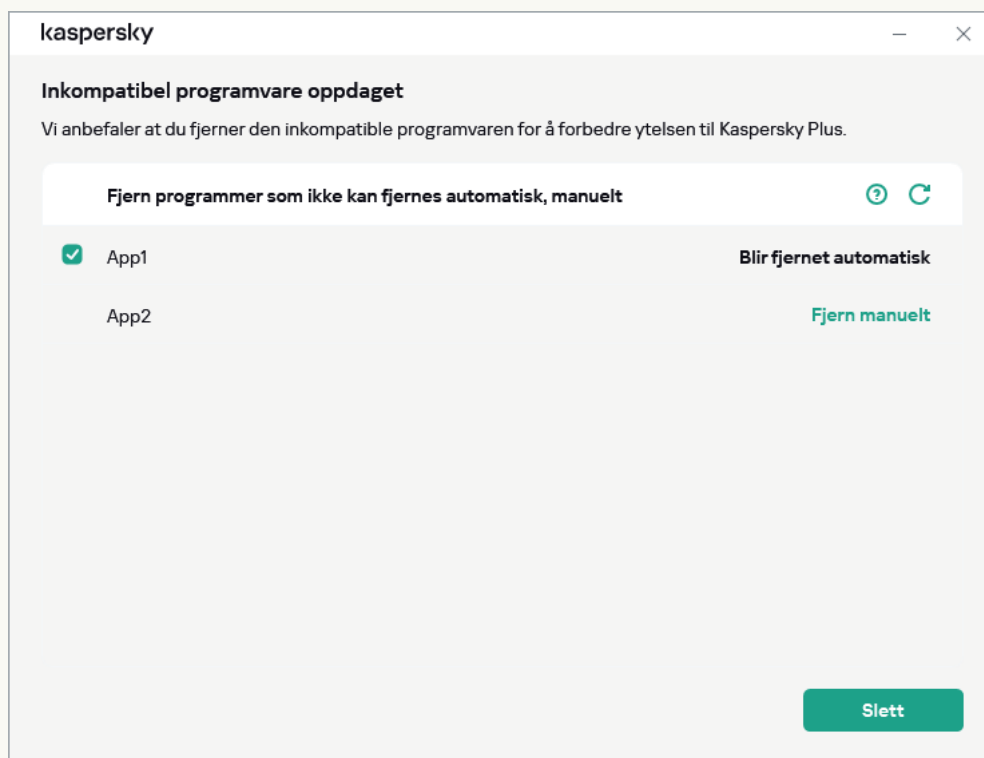 kaspersky
Inkompatibel programvare oppdaget
Vi anbefaler at du fjerner den inkompatible programvaren for å forbedre ytelsen til Kaspersky Plus.
Fjern programmer som ikke kan fjernes automatisk, manuelt
App1 Blir fjernet automatisk
App2 Fjern manuelt
Slett